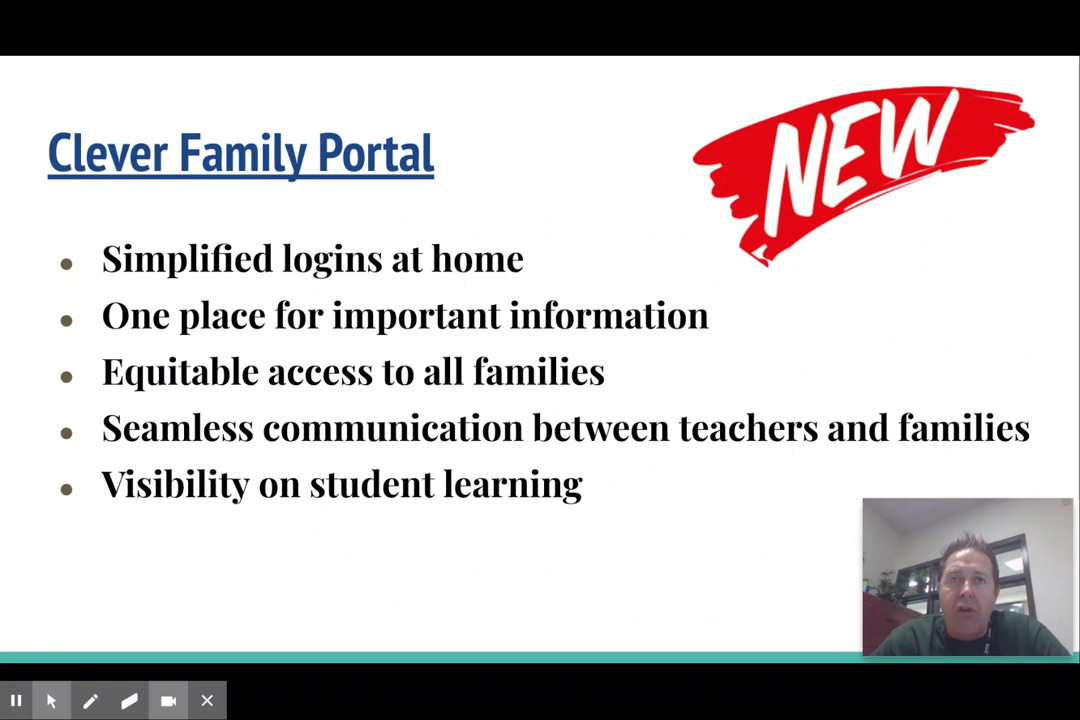 Clever Family Portal
NEW
Simplified logins at home
One place for important information
Equitable access to all families
Seamless communication between teachers and families
Visibility on student learning